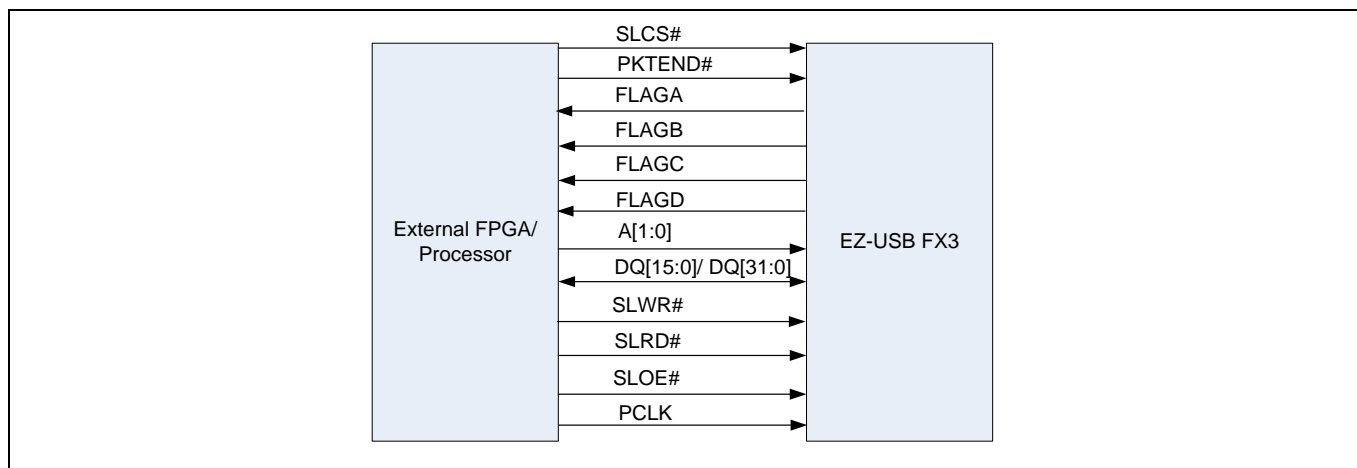 SLCS#
PKTEND#
FLAGA
FLAGB
FLAGC
FLAGD
External FPGA/
Processor
A[1:0]
EZ-USB FX3
DQ[15:0]/ DQ[31:0]
SLWR#
SLRD#
SLOE#
PCLK